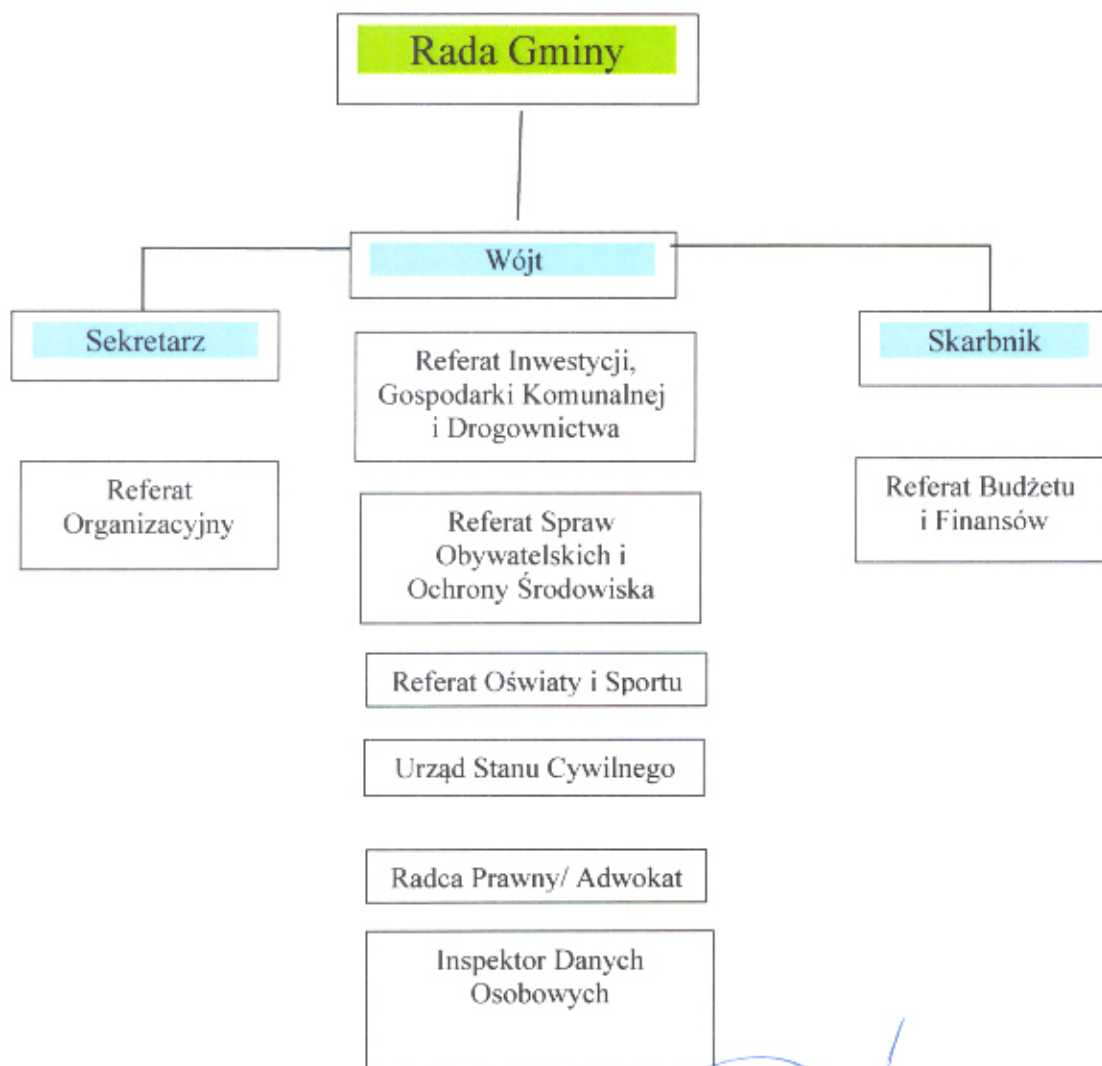 Rada Gminy
Wójt
Sekretarz
Skarbnik
Referat Inwestycji,
Gospodarki Komunalnej
i Drogownictwa
Referat
Organizacyjny
Referat Budżetu
i Finansów
Referat Spraw
Obywatelskich i
Ochrony Środowiska
Referat Oświaty i Sportu
Urząd Stanu Cywilnego
Radca Prawny/ Adwokat
Inspektor Danych
Osobowych